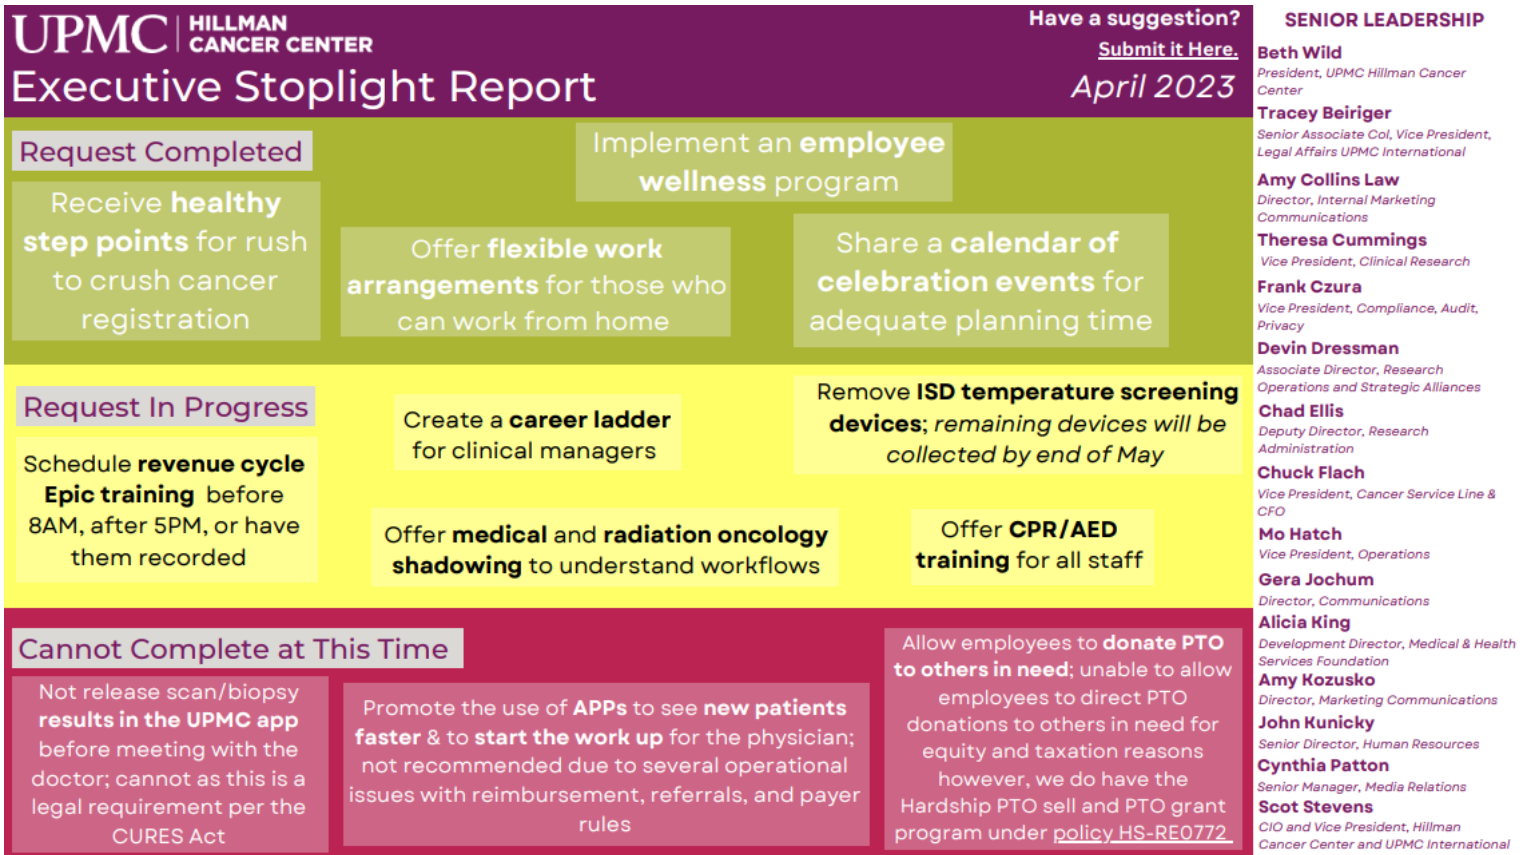 UPMC | HILLMAN
CANCER CENTER
Executive Stoplight Report
Have a suggestion?
Submit it Here.
April 2023
Request Completed
Receive healthy
step points for rush
to crush cancer
registration
Offer flexible work
arrangements for those who
can work from home
Implement an employee
wellness program
Share a calendar of
celebration events for
adequate planning time
Request In Progress
Schedule revenue cycle
Epic training before
8AM, after 5PM, or have
them recorded
Create a career ladder
for clinical managers
Offer medical and radiation oncology
shadowing to understand workflows
Remove ISD temperature screening
devices; remaining devices will be
collected by end of May
Offer CPR/AED
training for all staff
Cannot Complete at This Time
Not release scan/biopsy
results in the UPMC app
before meeting with the
doctor; cannot as this is a
legal requirement per the
CURES Act
Promote the use of APPs to see new patients
faster & to start the work up for the physician;
not recommended due to several operational
issues with reimbursement, referrals, and payer
rules
Allow employees to donate PTO
to others in need; unable to allow
employees to direct PTO
donations to others in need for
equity and taxation reasons
however, we do have the
Hardship PTO sell and PTO grant
program under policy HS-RE0772
SENIOR LEADERSHIP
Beth Wild
President, UPMC Hillman Cancer
Center
Tracey Beiriger
Senior Associate Col, Vice President,
Legal Affairs UPMC International
Amy Collins Law
Director, Internal Marketing
Communications
Theresa Cummings
Vice President, Clinical Research
Frank Czura
Vice President, Compliance, Audit,
Privacy
Devin Dressman
Associate Director, Research
Operations and Strategic Alliances
Chad Ellis
Deputy Director, Research
Administration
Chuck Flach
Vice President, Cancer Service Line &
CFO
Mo Hatch
Vice President, Operations
Gera Jochum
Director, Communications
Alicia King
Development Director, Medical & Health
Services Foundation
Amy Kozusko
Director, Marketing Communications
John Kunicky
Senior Director, Human Resources
Cynthia Patton
Senior Manager, Media Relations
Scot Stevens
CIO and Vice President, Hillman
Cancer Center and UPMC International